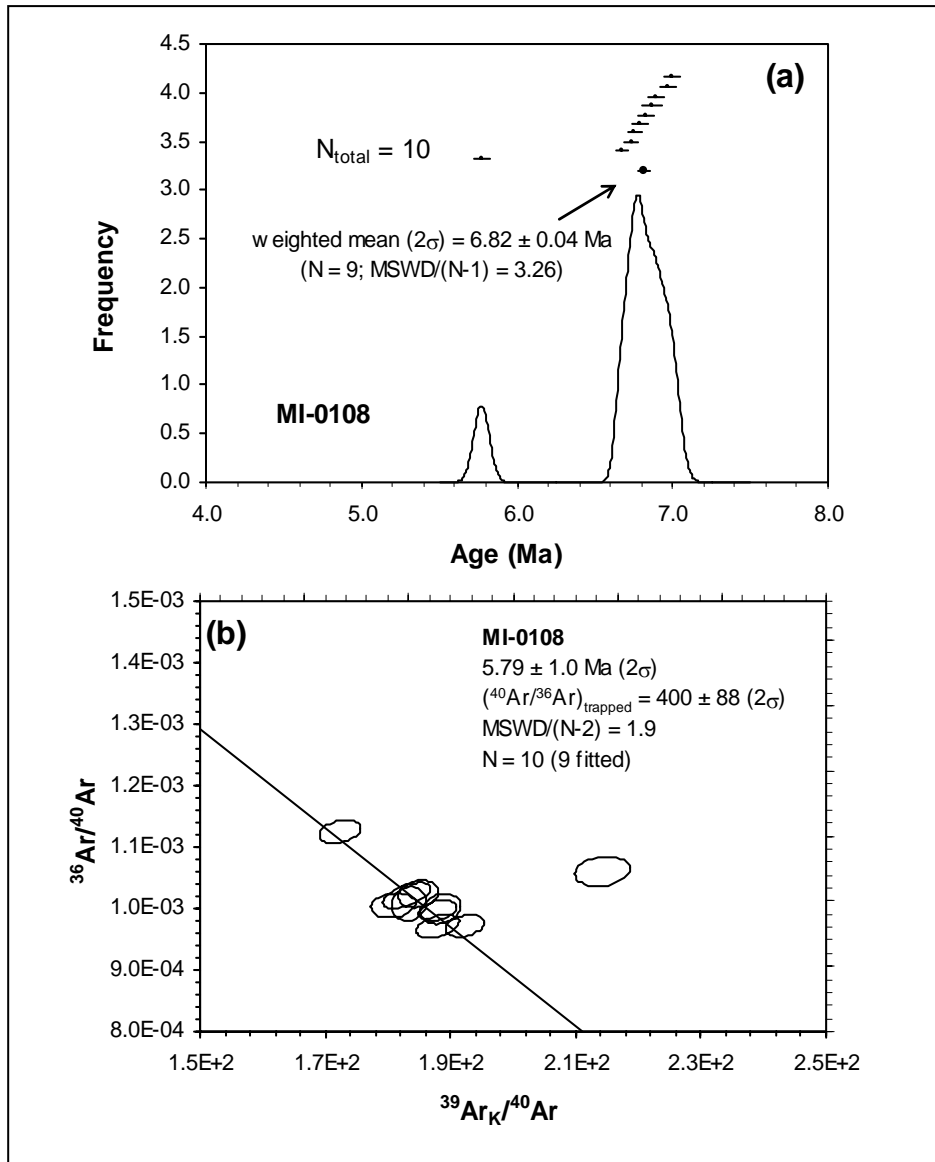 (a)
4.5
4.0
3.5
3.0
2.5
2.0
1.5
1.0
0.5
0.0
Frequency
N_total = 10
weighted mean (2σ) = 6.82 ± 0.04 Ma
(N = 9; MSWD/(N-1) = 3.26)
MI-0108
4.0 5.0 6.0 7.0 8.0
Age (Ma)
(b)
1.5E-03
1.4E-03
1.3E-03
1.2E-03
1.1E-03
1.0E-03
9.0E-04
8.0E-04
³⁶Ar/⁴⁰Ar
MI-0108
5.79 ± 1.0 Ma (2σ)
(⁴⁰Ar/³⁶Ar)trapped = 400 ± 88 (2σ)
MSWD/(N-2) = 1.9
N = 10 (9 fitted)
1.5E+2 1.7E+2 1.9E+2 2.1E+2 2.3E+2 2.5E+2
³⁹Ar_K/⁴⁰Ar